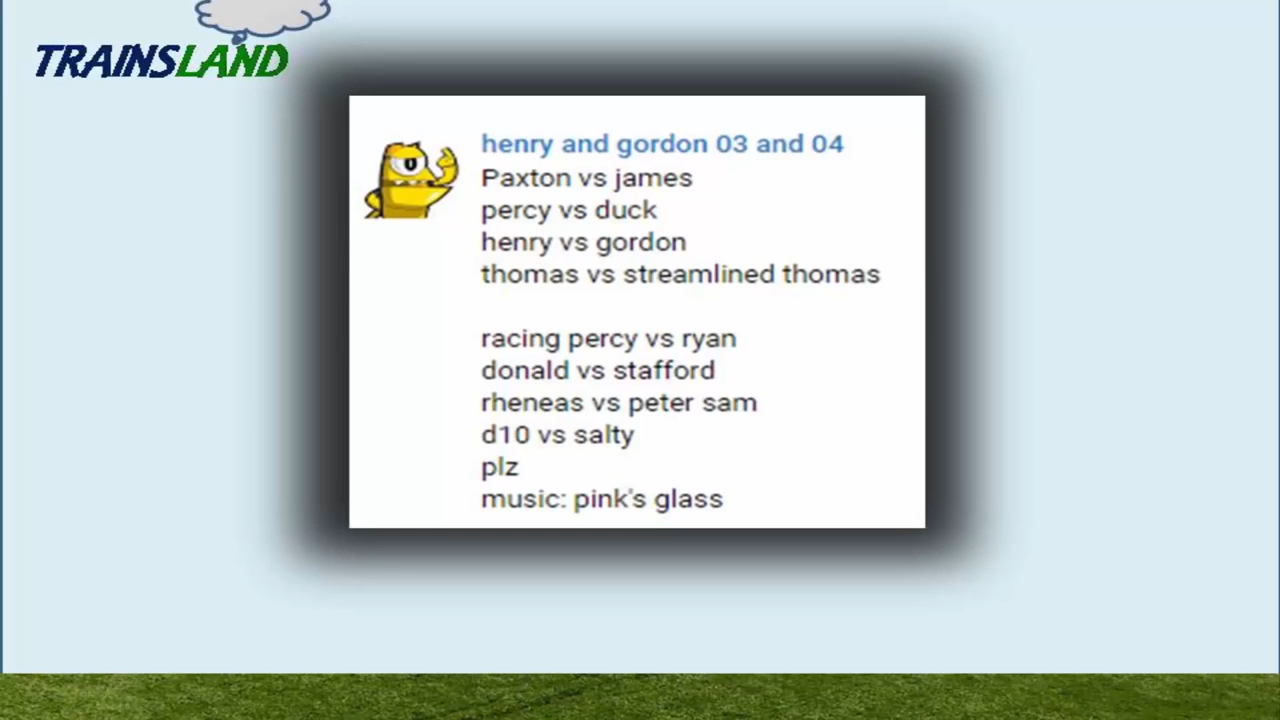 TRAINSLAND
henry and gordon 03 and 04
Paxton vs james
percy vs duck
henry vs gordon
thomas vs streamlined thomas
racing percy vs ryan
donald vs stafford
rheneas vs peter sam
d10 vs salty
plz
music: pink's glass